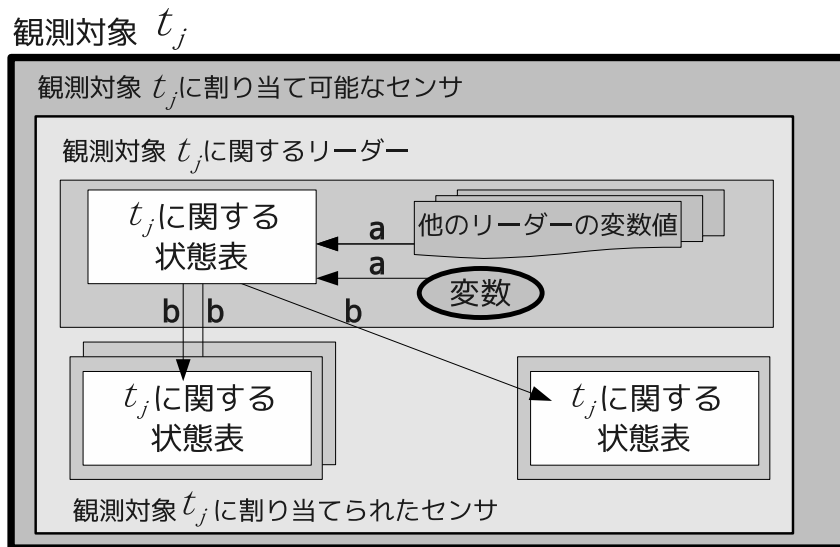 観測対象 t_j
観測対象 t_jに割り当て可能なセンサ
観測対象 t_jに関するリーダー
t_jに関する
状態表
a
他のリーダーの変数値
a
変数
b
b
b
t_jに関する
状態表
t_jに関する
状態表
観測対象t_jに割り当てられたセンサ